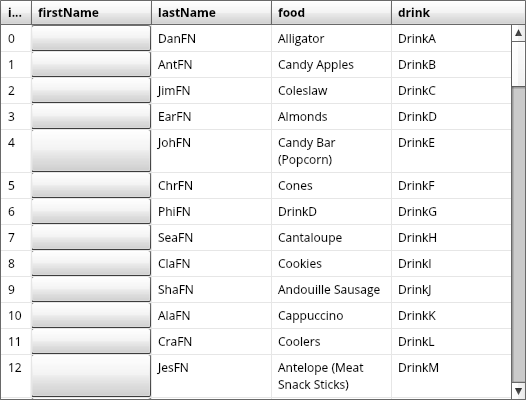 i... firstName lastName food drink
0 DanFN Alligator DrinkA
1 AntFN Candy Apples DrinkB
2 JimFN Coleslaw DrinkC
3 EarFN Almonds DrinkD
4 JohFN Candy Bar DrinkE
(Popcorn)
5 ChrFN Cones DrinkF
6 PhiFN DrinkD DrinkG
7 SeaFN Cantaloupe DrinkH
8 ClaFN Cookies DrinkI
9 ShaFN Andouille Sausage DrinkJ
10 AlaFN Cappuccino DrinkK
11 CraFN Coolers DrinkL
12 JesFN Antelope (Meat DrinkM
Snack Sticks)